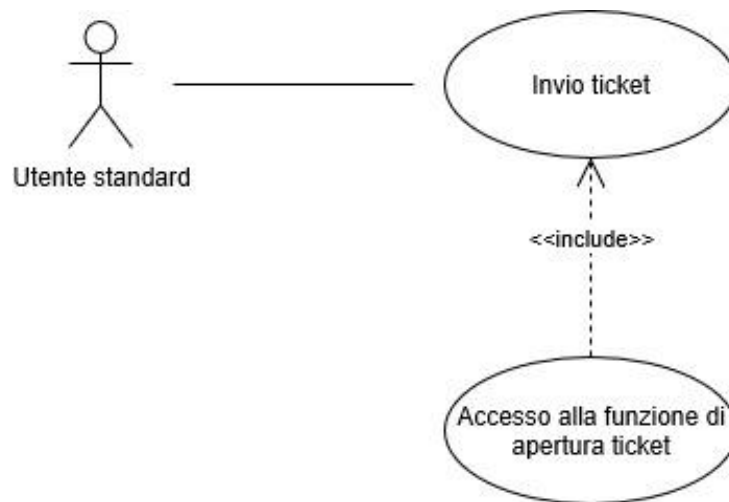 Invio ticket
Utente standard
<<include>>
Accesso alla funzione di
apertura ticket